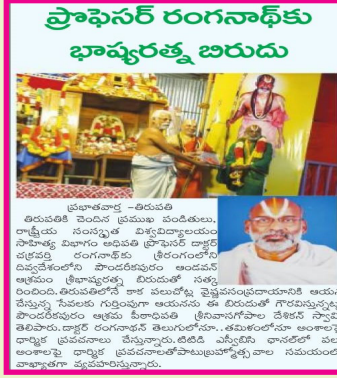 ప్రొఫెసర్ రంగనాథ్‌కు
భాష్యరత్న బిరుదు
ప్రభాతవార్త -తిరుపతి
తిరుపతికి చెందిన ప్రముఖ పండితులు,
రాష్ట్రీయ సంస్కృత విశ్వవిద్యాలయం
సాహిత్య విభాగం అధిపతి ప్రొఫెసర్ డాక్టర్
చక్రవర్తి రంగనాథ్‌కు శ్రీరంగంలోని
దివ్యదేశంలోని పౌండరీకపురం ఆండవన్
ఆశ్రమం శ్రీభాష్యరత్న బిరుదుతో సత్క
రించింది.తిరుపతిలోనే కాక పలుచోట్ల వైష్ణవసంప్రదాయానికి ఆయన
చేస్తున్న సేవలకు గుర్తింపుగా ఆయనను ఈ బిరుదుతో గౌరవిస్తున్నట్లు
పౌండరీకపురం ఆశ్రమ పీఠాధిపతి శ్రీనివాసగోపాల దేశికన్ స్వామి
తెలిపారు.డాక్టర్ రంగనాథన్ తెలుగులోనూ..తమిళంలోనూ అంశాలపై
ధార్మిక ప్రవచనాలు చేస్తున్నారు.టిటిడి ఎస్వీబిసి ఛానల్‌లో పలు
అంశాలపై ధార్మిక ప్రవచనాలతోపాటుబ్రహ్మోత్సవాల సమయంలో
వాఖ్యాతగా వ్యవహరిస్తున్నారు.